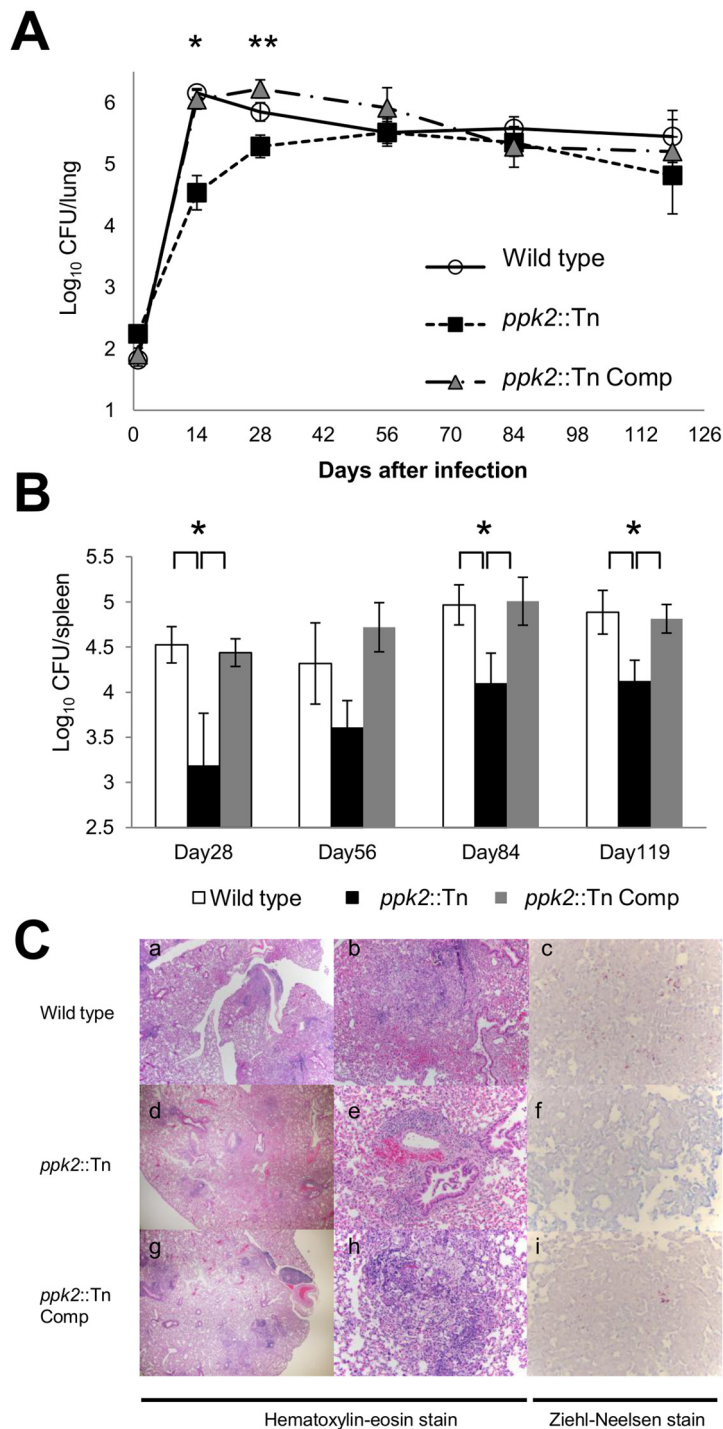 A
*
**
6
5
4
3
2
1
Log10 CFU/lung
Wild type
ppk2::Tn
ppk2::Tn Comp
0 14 28 42 56 70 84 98 112 126
Days after infection
B
*
*
*
5.5
5
4.5
4
3.5
3
2.5
Log10 CFU/spleen
Day28 Day56 Day84 Day119
Wild type ppk2::Tn ppk2::Tn Comp
C
a b c
Wild type
d e f
ppk2::Tn
g h i
ppk2::Tn
Comp
Hematoxylin-eosin stain Ziehl-Neelsen stain